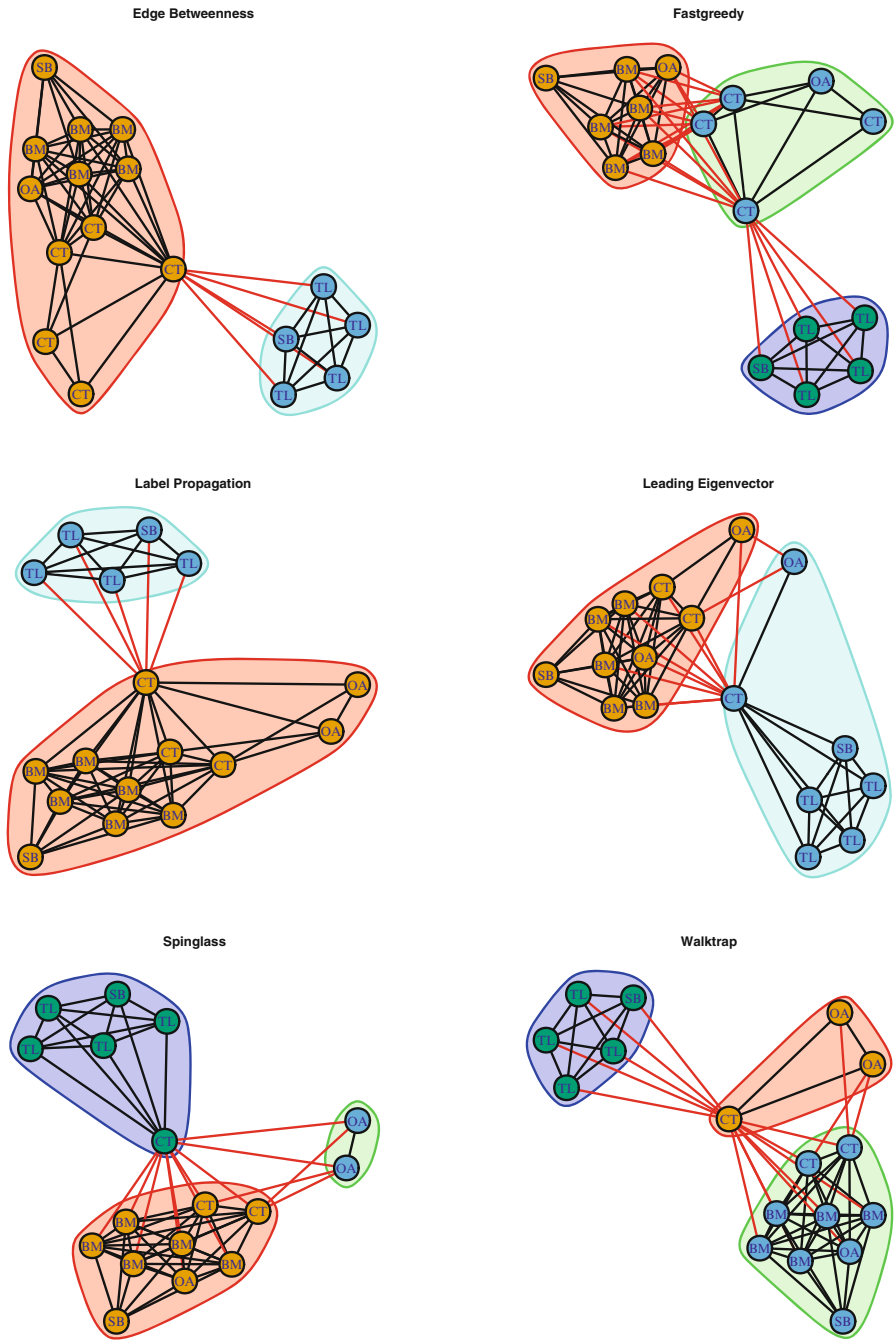 Edge Betweenness
SB
BM BM
BM
BM BM
OA
CT
CT
CT
CT
CT
TL
TL
SB
TL
TL
Fastgreedy
SB BM OA
BM
BM
BM
BM
CT
CT
OA
CT
CT
TL TL
SB TL
TL
Label Propagation
TL SB
TL TL TL
CT
OA
OA
CT
CT
BM BM
BM BM
BM BM
SB
Leading Eigenvector
OA
OA
CT
BM
BM CT
BM OA
SB
BM BM
CT
SB
TL
TL
TL
TL
Spinglass
SB
TL
TL
TL TL
CT
OA
OA
CT CT
BM
BM BM
BM BM
OA
SB
Walktrap
TL SB
TL TL
TL
OA
OA
CT
CT
CT
BM BM BM
BM BM OA
SB